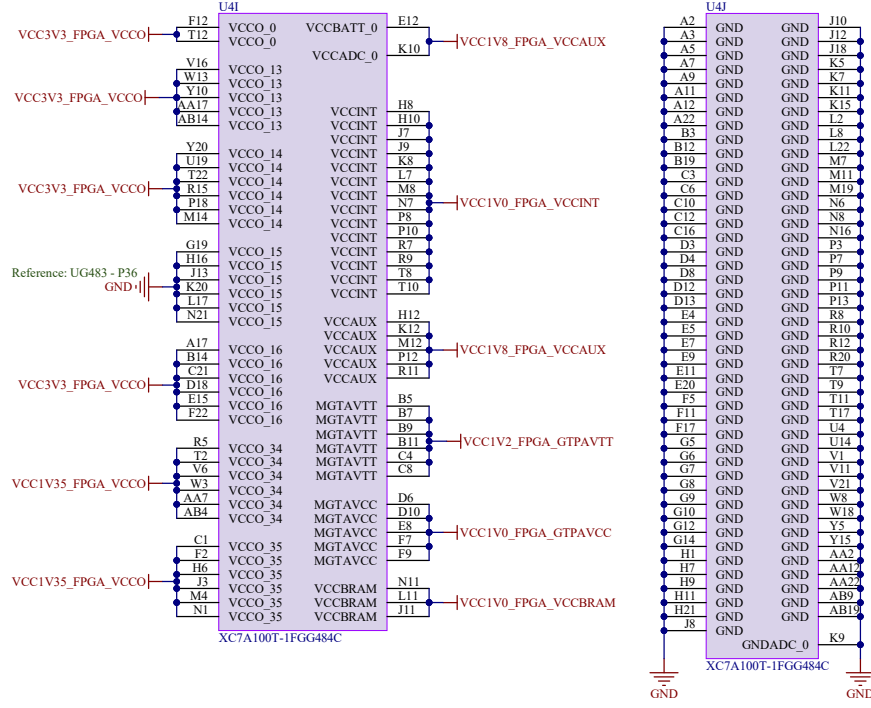 U4I
VCC3V3_FPGA_VCCO
F12 VCCO_0
T12 VCCO_0
VCC3V3_FPGA_VCCO
V16 VCCO_13
W13 VCCO_13
Y10 VCCO_13
AA17 VCCO_13
AB14 VCCO_13
VCC3V3_FPGA_VCCO
Y20 VCCO_14
U19 VCCO_14
T22 VCCO_14
R15 VCCO_14
P18 VCCO_14
M14 VCCO_14
Reference: UG483 - P36
GND
G19 VCCO_15
H16 VCCO_15
J13 VCCO_15
K20 VCCO_15
L17 VCCO_15
N21 VCCO_15
VCC3V3_FPGA_VCCO
A17 VCCO_16
B14 VCCO_16
C21 VCCO_16
D18 VCCO_16
E15 VCCO_16
F22 VCCO_16
VCC1V35_FPGA_VCCO
R5 VCCO_34
T2 VCCO_34
V6 VCCO_34
W3 VCCO_34
AA7 VCCO_34
AB4 VCCO_34
VCC1V35_FPGA_VCCO
C1 VCCO_35
F2 VCCO_35
H6 VCCO_35
J3 VCCO_35
M4 VCCO_35
N1 VCCO_35
VCCBATT_0 E12
VCCADC_0 K10
VCC1V8_FPGA_VCCAUX
VCCINT H8
VCCINT H10
VCCINT J7
VCCINT J9
VCCINT K8
VCCINT L7
VCCINT M8
VCCINT N7
VCCINT P8
VCCINT P10
VCCINT R7
VCCINT R9
VCCINT T8
VCCINT T10
VCC1V0_FPGA_VCCINT
VCCAUX H12
VCCAUX K12
VCCAUX M12
VCCAUX P12
VCCAUX R11
VCC1V8_FPGA_VCCAUX
MGTAVTT B5
MGTAVTT B7
MGTAVTT B9
MGTAVTT B11
MGTAVTT C4
MGTAVTT C8
VCC1V2_FPGA_GTPAVTT
MGTAVCC D6
MGTAVCC D10
MGTAVCC E8
MGTAVCC F7
MGTAVCC F9
VCC1V0_FPGA_GTPAVCC
VCCBRAM N11
VCCBRAM L11
VCCBRAM J11
VCC1V0_FPGA_VCCBRAM
XC7A100T-1FGG484C
U4J
A2 GND GND J10
A3 GND GND J12
A5 GND GND J18
A7 GND GND K5
A9 GND GND K7
A11 GND GND K11
A12 GND GND K15
A22 GND GND L2
B3 GND GND L8
B12 GND GND L22
B19 GND GND M7
C3 GND GND M11
C6 GND GND M19
C10 GND GND N6
C12 GND GND N8
C16 GND GND N16
D3 GND GND P3
D4 GND GND P7
D8 GND GND P9
D12 GND GND P11
D13 GND GND P13
E4 GND GND R8
E5 GND GND R10
E7 GND GND R12
E9 GND GND R20
E11 GND GND T7
E20 GND GND T9
F5 GND GND T11
F11 GND GND T17
F17 GND GND U4
G5 GND GND U14
G6 GND GND V1
G7 GND GND V11
G8 GND GND V21
G9 GND GND W8
G10 GND GND W18
G12 GND GND Y5
G14 GND GND Y15
H1 GND GND AA2
H7 GND GND AA12
H9 GND GND AA22
H11 GND GND AB9
H21 GND GND AB19
J8 GND
GNDADC_0 K9
XC7A100T-1FGG484C
GND
GND